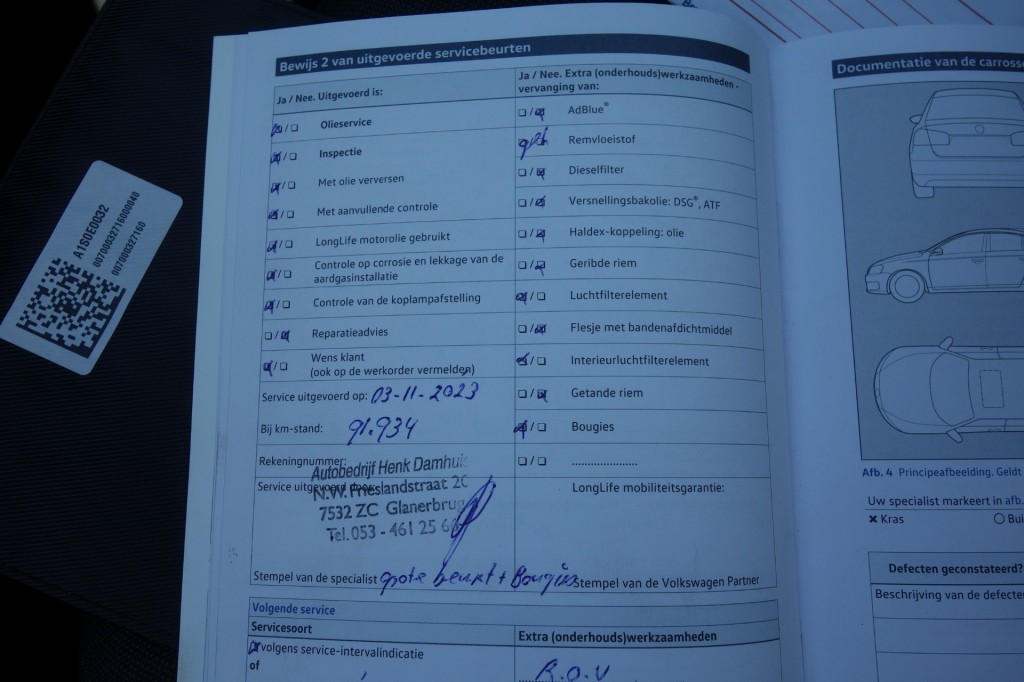 Bewijs 2 van uitgevoerde servicebeurten
Ja / Nee. Uitgevoerd is:
Olieservice
Inspectie
Met olie verversen
Met aanvullende controle
LongLife motorolie gebruikt
Controle op corrosie en lekkage van de
aardgasinstallatie
Controle van de koplampafstelling
Reparatieadvies
Wens klant
(ook op de werkorder vermelden)
Service uitgevoerd op: 03-11-2023
Bij km-stand: 91.934
Rekeningnummer:
Autobedrijf Henk Damhuis
Service uitgevoerd door:
N.W. Frieslandstraat 2C
7532 ZC Glanerbrug
Tel. 053 - 461 25
Stempel van de specialist grote beurt + Bougies
Ja / Nee. Extra (onderhouds)werkzaamheden -
vervanging van:
AdBlue®
Remvloeistof
Dieselfilter
Versnellingsbakolie: DSG®, ATF
Haldex-koppeling: olie
Geribde riem
Luchtfilterelement
Flesje met bandenafdichtmiddel
Interieurluchtfilterelement
Getande riem
Bougies
.....................
LongLife mobiliteitsgarantie:
Stempel van de Volkswagen Partner
Volgende service
Servicesoort
Extra (onderhouds)werkzaamheden
volgens service-intervalindicatie
of
R.O.V
Documentatie van de carrosse
Afb. 4 Principeafbeelding. Geldt
Uw specialist markeert in afb.
✖ Kras
○ Bui
Defecten geconstateerd?
Beschrijving van de defecte
A1S0E0032
00700032716000040
007000327160